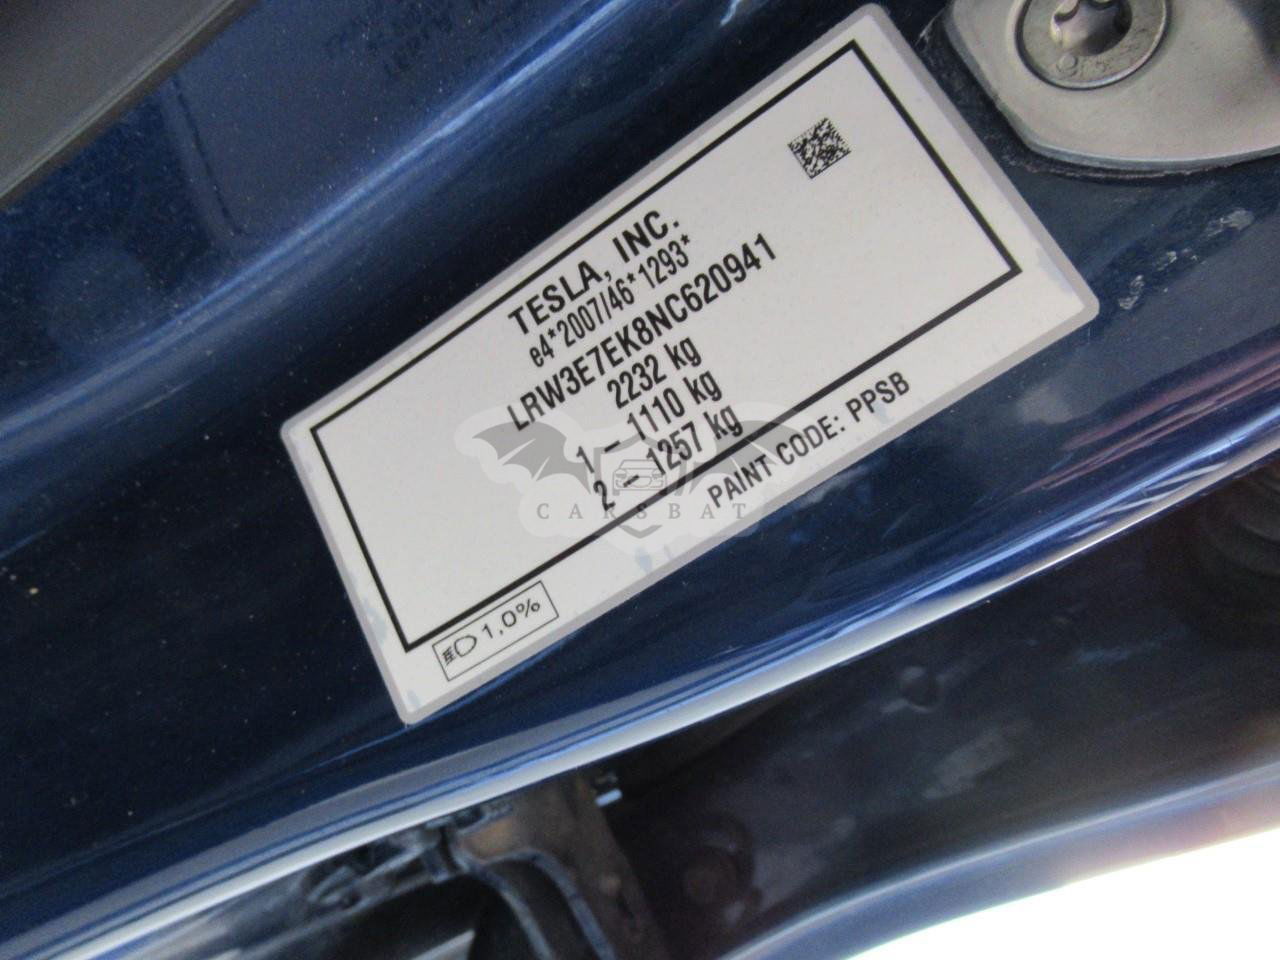 TESLA, INC.
e4*2007/46*1293*
LRW3E7EK8NC620941
2232 kg
1 – 1110 kg
2 – 1257 kg
PAINT CODE: PPSB
1.0%
CARSBAT